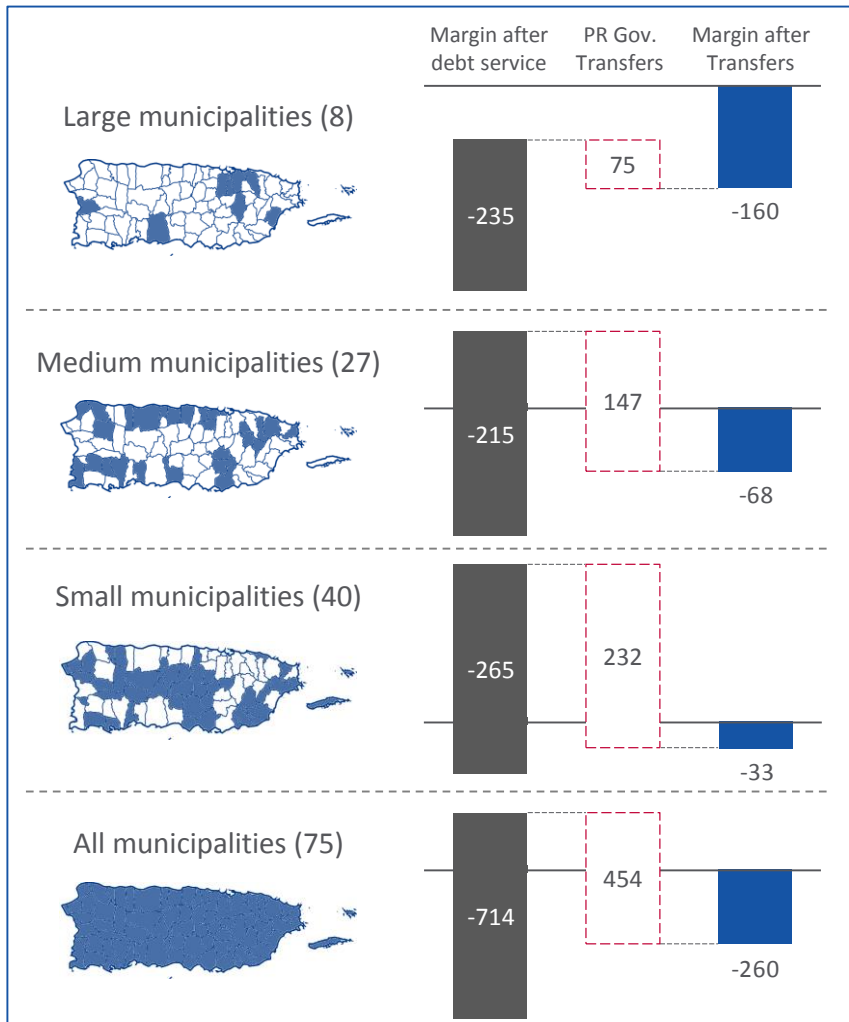 Margin after debt service
PR Gov. Transfers
Margin after Transfers
Large municipalities (8)
-235
75
-160
Medium municipalities (27)
-215
147
-68
Small municipalities (40)
-265
232
-33
All municipalities (75)
-714
454
-260